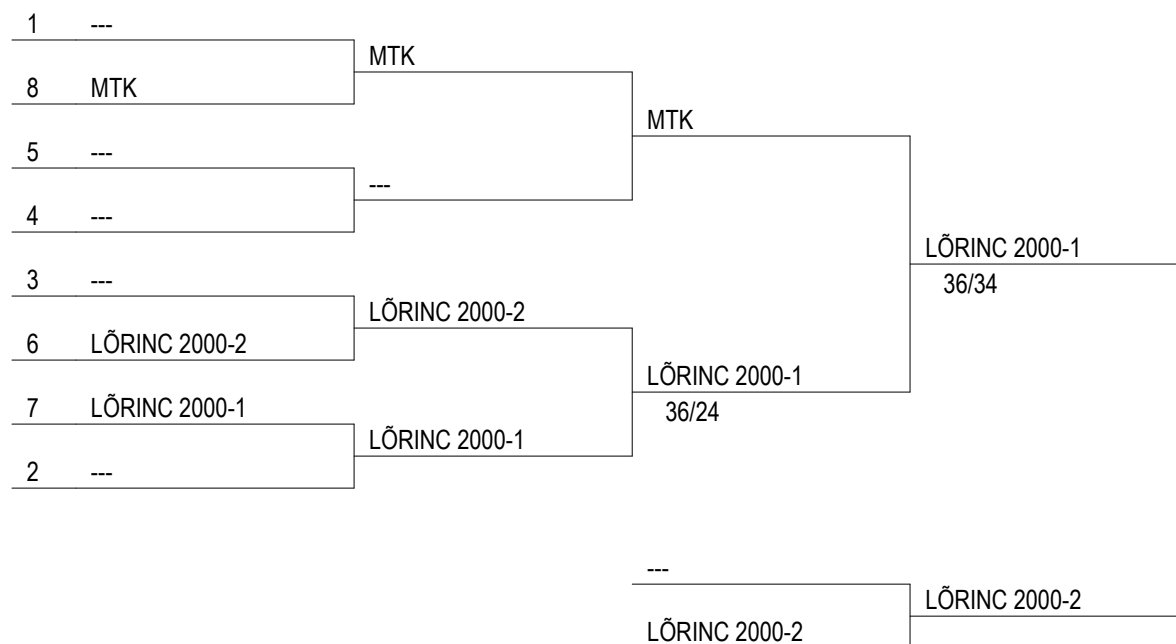 1 ---
MTK
8 MTK
MTK
5 ---
---
4 ---
LÕRINC 2000-1
3 ---
36/34
LÕRINC 2000-2
6 LÕRINC 2000-2
LÕRINC 2000-1
7 LÕRINC 2000-1
36/24
LÕRINC 2000-1
2 ---
---
LÕRINC 2000-2
LÕRINC 2000-2